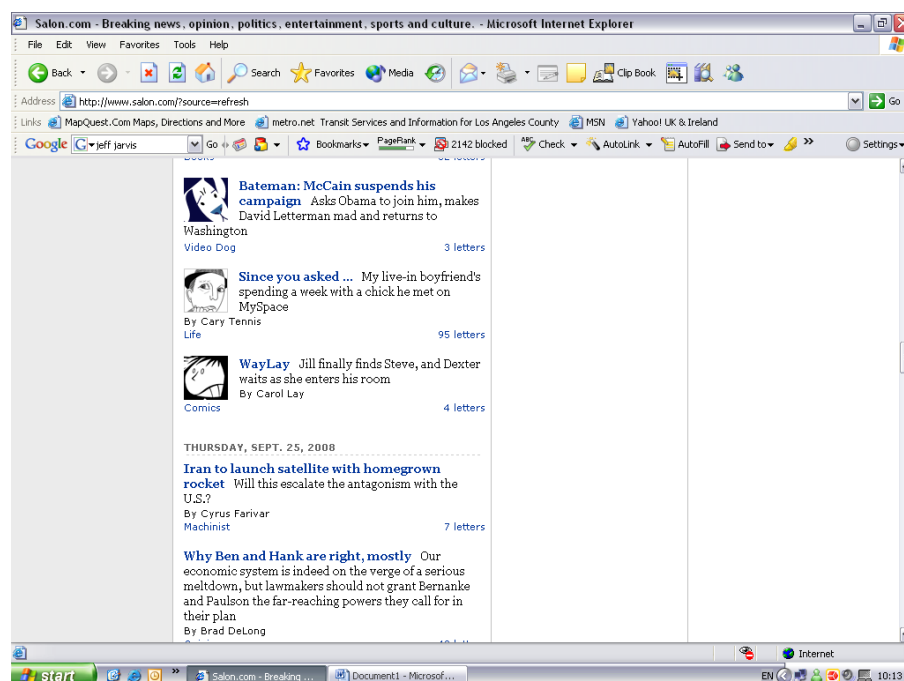 Salon.com - Breaking news, opinion, politics, entertainment, sports and culture. - Microsoft Internet Explorer
File Edit View Favorites Tools Help
Back Search Favorites Media Clip Book
Address http://www.salon.com/?source=refresh Go
Links MapQuest.Com Maps, Directions and More metro.net Transit Services and Information for Los Angeles County MSN Yahoo! UK & Ireland
Google G jeff jarvis Go Bookmarks PageRank 2142 blocked ABC Check AutoLink AutoFill Send to Settings
Bateman: McCain suspends his
campaign Asks Obama to join him, makes
David Letterman mad and returns to
Washington
Video Dog 3 letters
Since you asked ... My live-in boyfriend's
spending a week with a chick he met on
MySpace
By Cary Tennis
Life 95 letters
WayLay Jill finally finds Steve, and Dexter
waits as she enters his room
By Carol Lay
Comics 4 letters
THURSDAY, SEPT. 25, 2008
Iran to launch satellite with homegrown
rocket Will this escalate the antagonism with the
U.S.?
By Cyrus Farivar
Machinist 7 letters
Why Ben and Hank are right, mostly Our
economic system is indeed on the verge of a serious
meltdown, but lawmakers should not grant Bernanke
and Paulson the far-reaching powers they call for in
their plan
By Brad DeLong
Internet
start Salon.com - Breaking ... Document1 - Microsof... EN 10:13